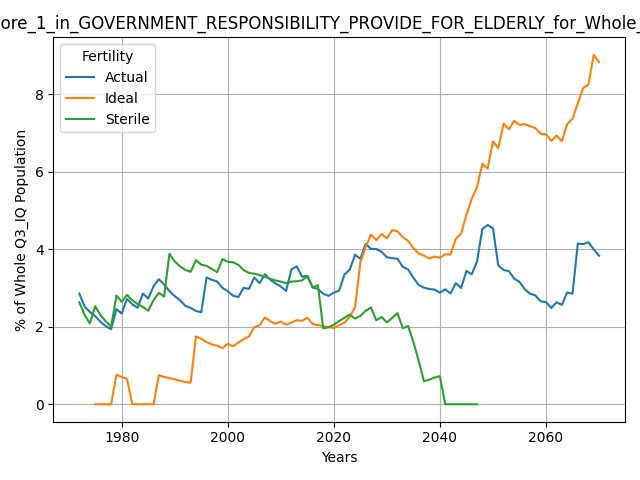 ore_1_in_GOVERNMENT_RESPONSIBILITY_PROVIDE_FOR_ELDERLY_for_Whole_
Fertility
Actual
Ideal
Sterile
% of Whole Q3_IQ Population
8
6
4
2
0
1980 2000 2020 2040 2060
Years